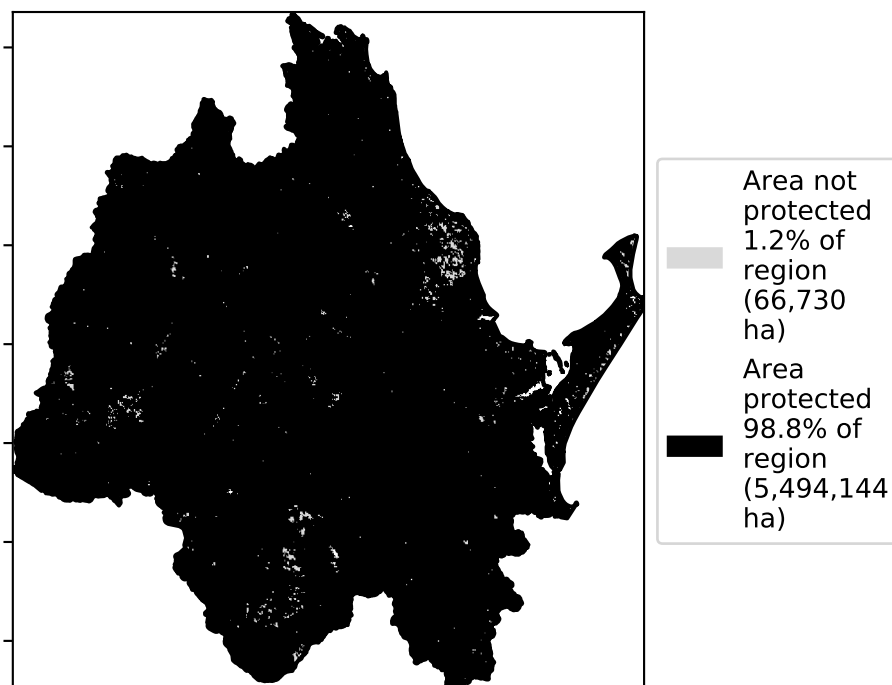 Area not
protected
1.2% of
region
(66,730
ha)
Area
protected
98.8% of
region
(5,494,144
ha)